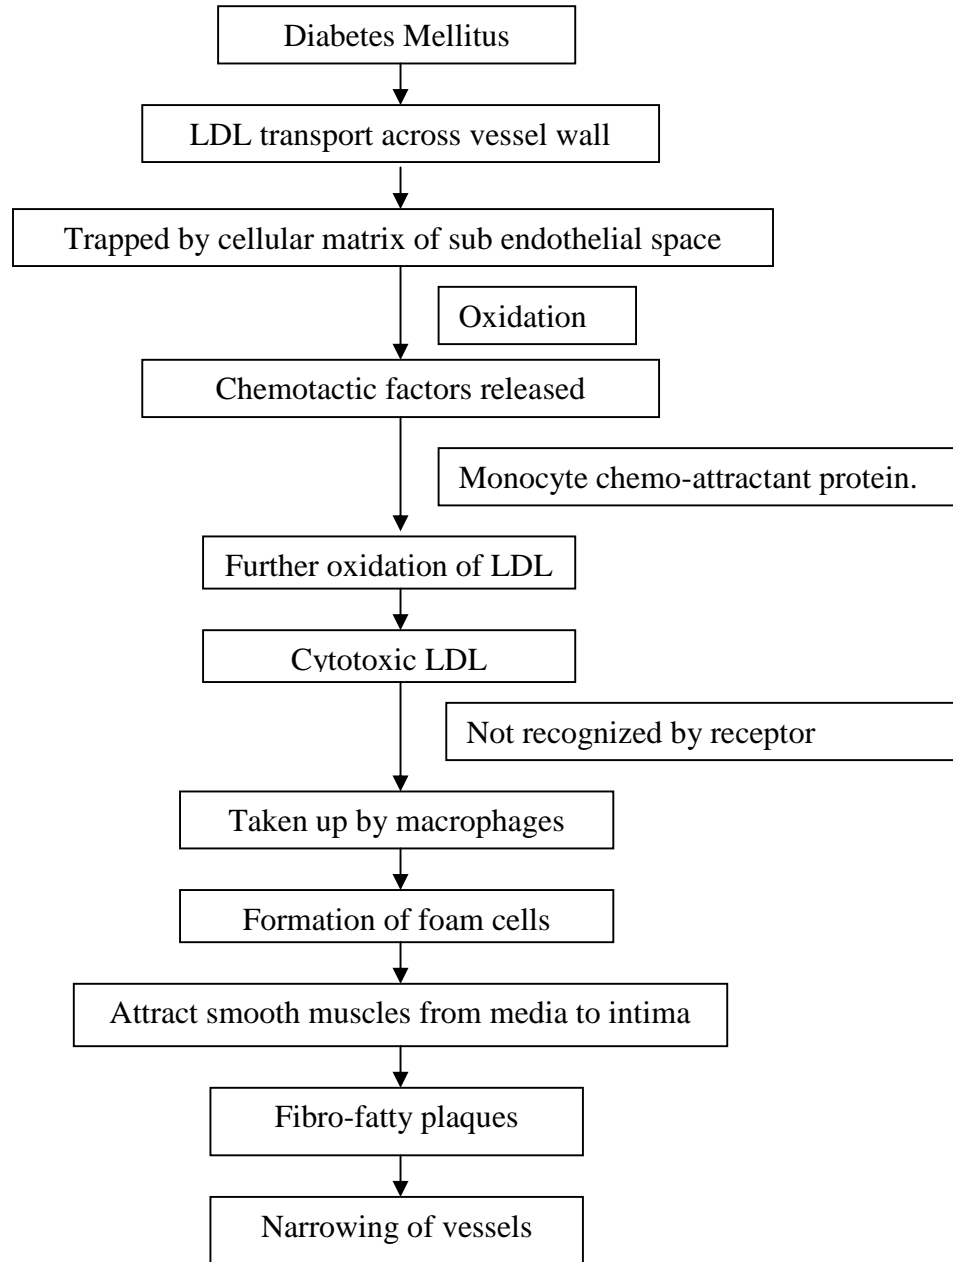 Diabetes Mellitus
LDL transport across vessel wall
Trapped by cellular matrix of sub endothelial space
Oxidation
Chemotactic factors released
Monocyte chemo-attractant protein.
Further oxidation of LDL
Cytotoxic LDL
Not recognized by receptor
Taken up by macrophages
Formation of foam cells
Attract smooth muscles from media to intima
Fibro-fatty plaques
Narrowing of vessels